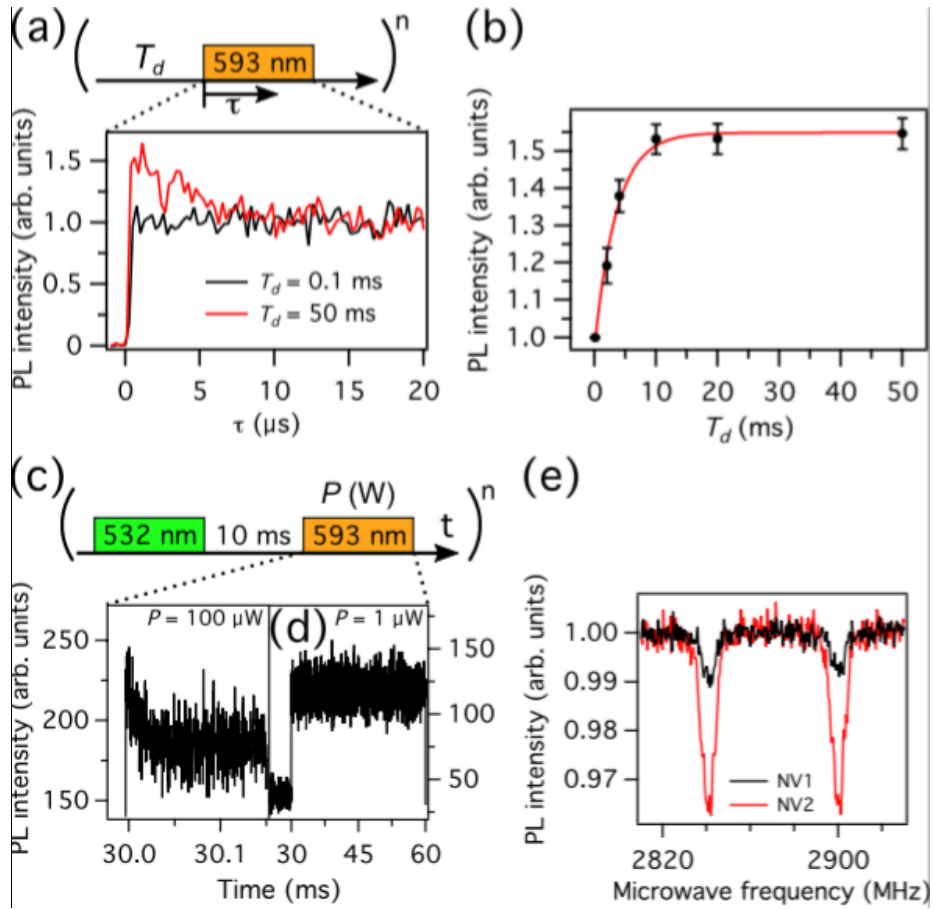 (a)
( T_d 593 nm )^n
τ
PL intensity (arb. units)
1.5
1.0
0.5
0
T_d = 0.1 ms
T_d = 50 ms
0 5 10 15 20
τ (μs)
(b)
PL intensity (arb. units)
1.5
1.4
1.3
1.2
1.1
1.0
0 10 20 30 40 50
T_d (ms)
(c)
P (W)
( 532 nm 10 ms 593 nm t )^n
PL intensity (arb. units)
250
200
150
P = 100 μW
30.0 30.1
(d)
P = 1 μW
150
100
50
30 45 60
Time (ms)
(e)
PL intensity (arb. units)
1.00
0.99
0.98
0.97
NV1
NV2
2820 2900
Microwave frequency (MHz)